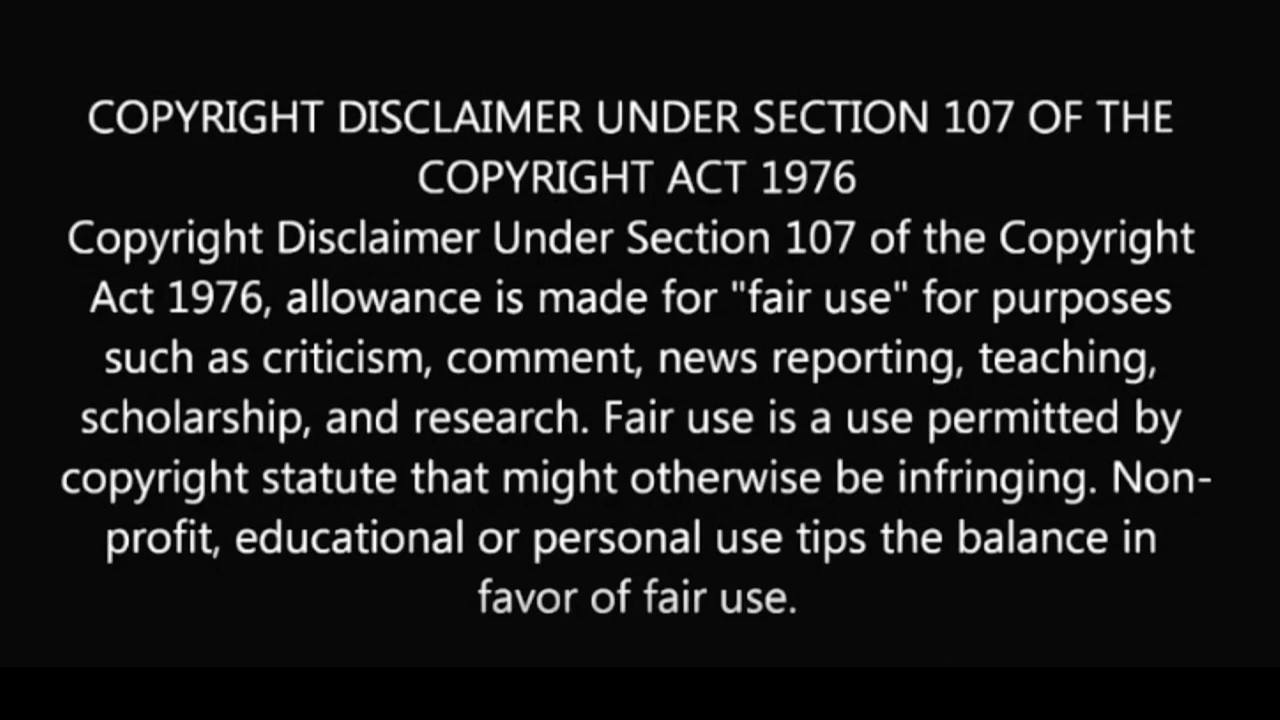 COPYRIGHT DISCLAIMER UNDER SECTION 107 OF THE
COPYRIGHT ACT 1976
Copyright Disclaimer Under Section 107 of the Copyright
Act 1976, allowance is made for "fair use" for purposes
such as criticism, comment, news reporting, teaching,
scholarship, and research. Fair use is a use permitted by
copyright statute that might otherwise be infringing. Non-
profit, educational or personal use tips the balance in
favor of fair use.